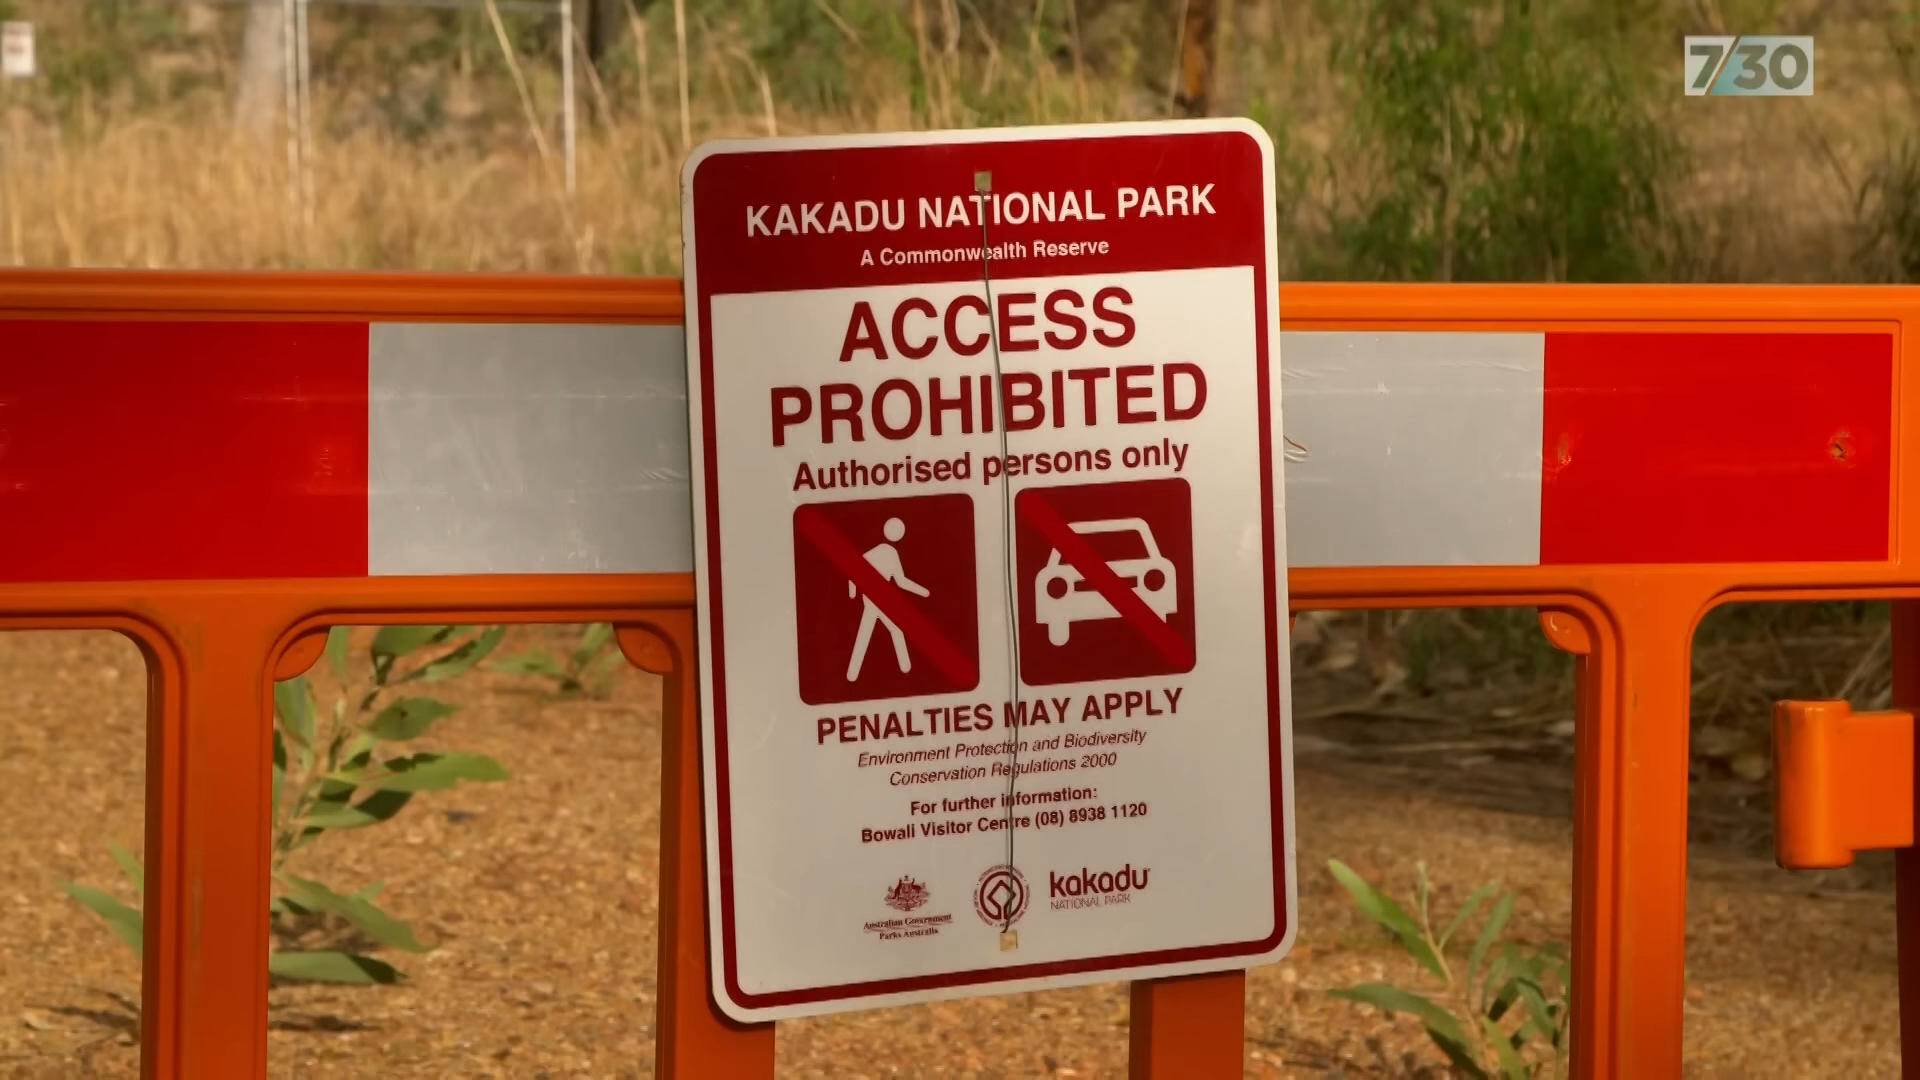 7/30
KAKADU NATIONAL PARK
A Commonwealth Reserve
ACCESS
PROHIBITED
Authorised persons only
PENALTIES MAY APPLY
Environment Protection and Biodiversity
Conservation Regulations 2000
For further information:
Bowali Visitor Centre (08) 8938 1120
Australian Government
Parks Australia
kakadu
NATIONAL PARK